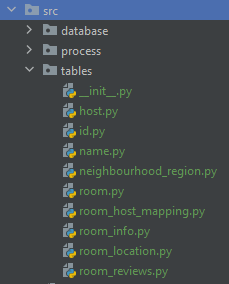 src
database
process
tables
__init__.py
host.py
id.py
name.py
neighbourhood_region.py
room.py
room_host_mapping.py
room_info.py
room_location.py
room_reviews.py